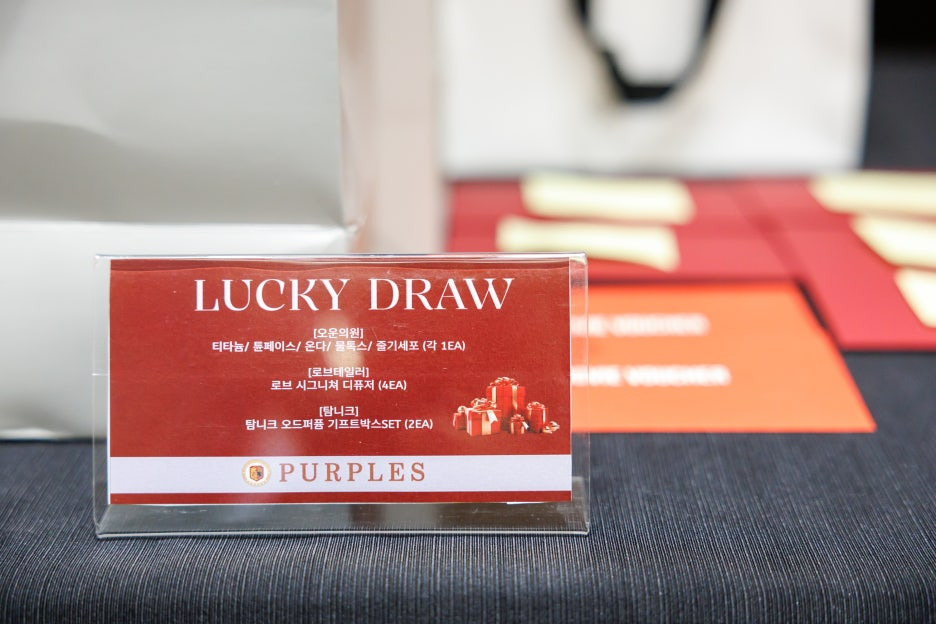 LUCKY DRAW
[오운의원]
티타늄/ 튠페이스/ 온다/ 물톡스/ 줄기세포 (각 1EA)
[로브테일러]
로브 시그니쳐 디퓨저 (4EA)
[탐니크]
탐니크 오드퍼퓸 기프트박스SET (2EA)
PURPLES
VOUCHER